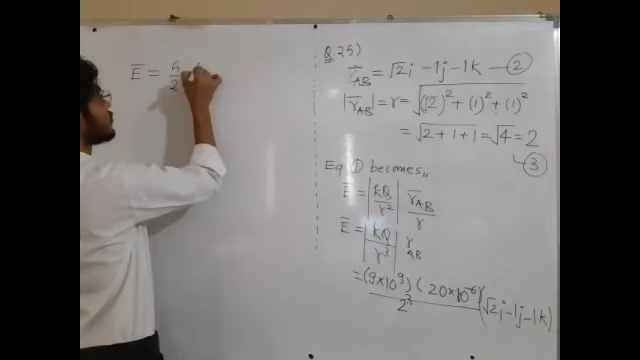 E̅ = 5/2
Q.25)
r̅AB = √2i - 1j - 1k — ②
|r̅AB| = r = √(√2)² + (1)² + (1)²
= √2 + 1 + 1 = √4 = 2
③
Eq ① becomes,,
E̅ = |kQ/r²| r̅AB/r
E̅ = |kQ/r³| r̅AB
= (9×10⁹)(20×10⁻⁶)/2³ (√2i - 1j - 1k)